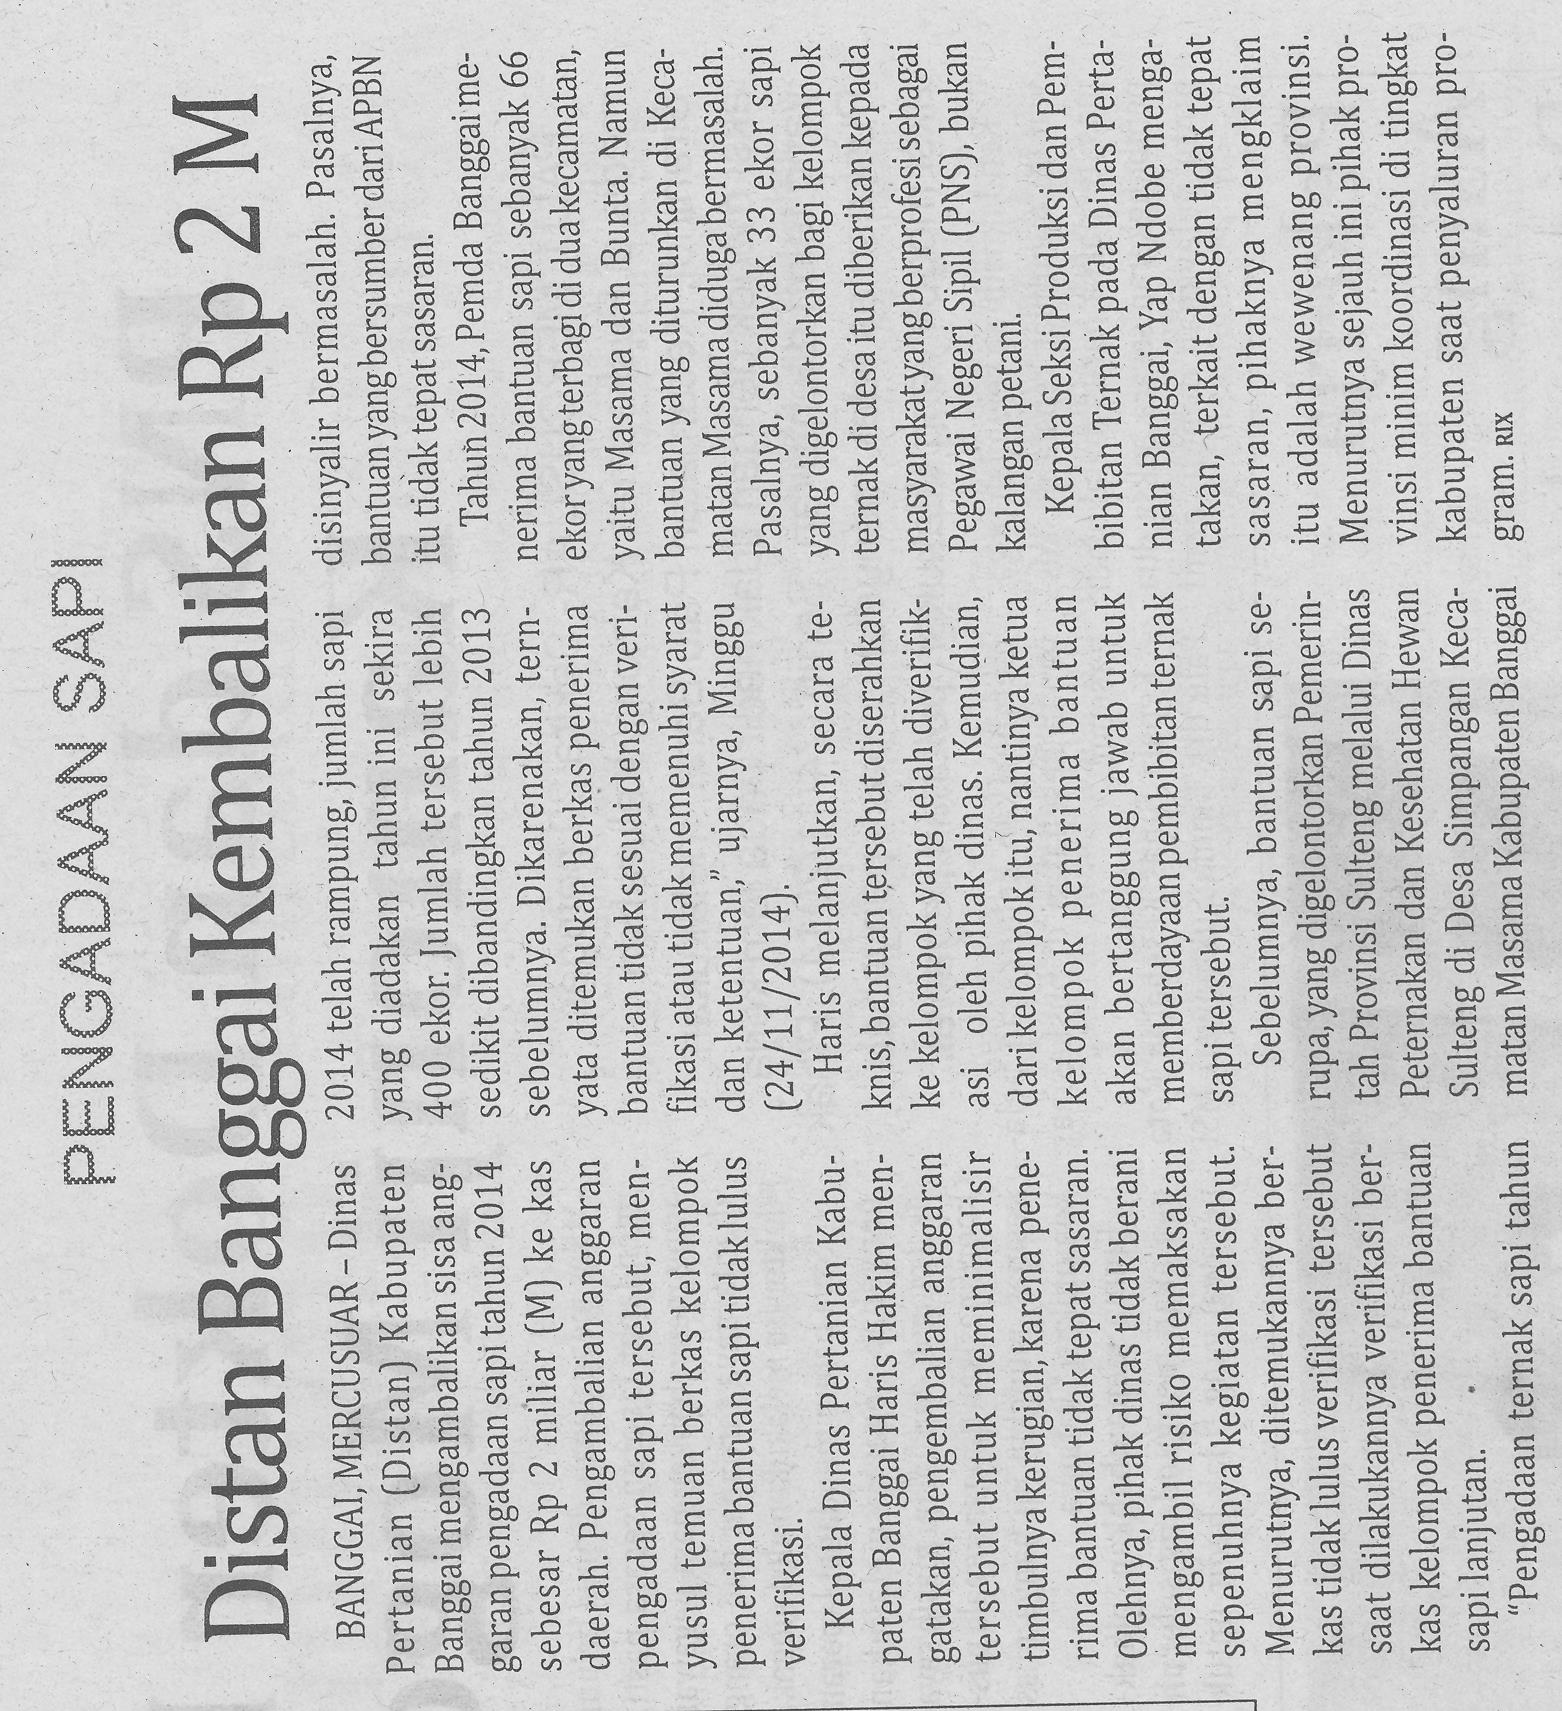 PENGADAAN SAPI
Distan Banggai Kembalikan Rp 2 M
BANGGAI, MERCUSUAR – Dinas
Pertanian (Distan) Kabupaten
Banggai mengambalikan sisa ang-
garan pengadaan sapi tahun 2014
sebesar Rp 2 miliar (M) ke kas
daerah. Pengambalian anggaran
pengadaan sapi tersebut, men-
yusul temuan berkas kelompok
penerima bantuan sapi tidak lulus
verifikasi.
Kepala Dinas Pertanian Kabu-
paten Banggai Haris Hakim men-
gatakan, pengembalian anggaran
tersebut untuk meminimalisir
timbulnya kerugian, karena pene-
rima bantuan tidak tepat sasaran.
Olehnya, pihak dinas tidak berani
mengambil risiko memaksakan
sepenuhnya kegiatan tersebut.
Menurutnya, ditemukannya ber-
kas tidak lulus verifikasi tersebut
saat dilakukannya verifikasi ber-
kas kelompok penerima bantuan
sapi lanjutan.
“Pengadaan ternak sapi tahun
2014 telah rampung, jumlah sapi
yang diadakan tahun ini sekira
400 ekor. Jumlah tersebut lebih
sedikit dibandingkan tahun 2013
sebelumnya. Dikarenakan, tern-
yata ditemukan berkas penerima
bantuan tidak sesuai dengan veri-
fikasi atau tidak memenuhi syarat
dan ketentuan,” ujarnya, Minggu
(24/11/2014).
Haris melanjutkan, secara te-
knis, bantuan tersebut diserahkan
ke kelompok yang telah diverifik-
asi oleh pihak dinas. Kemudian,
dari kelompok itu, nantinya ketua
kelompok penerima bantuan
akan bertanggung jawab untuk
memberdayaan pembibitan ternak
sapi tersebut.
Sebelumnya, bantuan sapi se-
rupa, yang digelontorkan Pemerin-
tah Provinsi Sulteng melalui Dinas
Peternakan dan Kesehatan Hewan
Sulteng di Desa Simpangan Keca-
matan Masama Kabupaten Banggai
disinyalir bermasalah. Pasalnya,
bantuan yang bersumber dari APBN
itu tidak tepat sasaran.
Tahun 2014, Pemda Banggai me-
nerima bantuan sapi sebanyak 66
ekor yang terbagi di dua kecamatan,
yaitu Masama dan Bunta. Namun
bantuan yang diturunkan di Keca-
matan Masama diduga bermasalah.
Pasalnya, sebanyak 33 ekor sapi
yang digelontorkan bagi kelompok
ternak di desa itu diberikan kepada
masyarakat yang berprofesi sebagai
Pegawai Negeri Sipil (PNS), bukan
kalangan petani.
Kepala Seksi Produksi dan Pem-
bibitan Ternak pada Dinas Perta-
nian Banggai, Yap Ndobe menga-
takan, terkait dengan tidak tepat
sasaran, pihaknya mengklaim
itu adalah wewenang provinsi.
Menurutnya sejauh ini pihak pro-
vinsi minim koordinasi di tingkat
kabupaten saat penyaluran pro-
gram. RIX